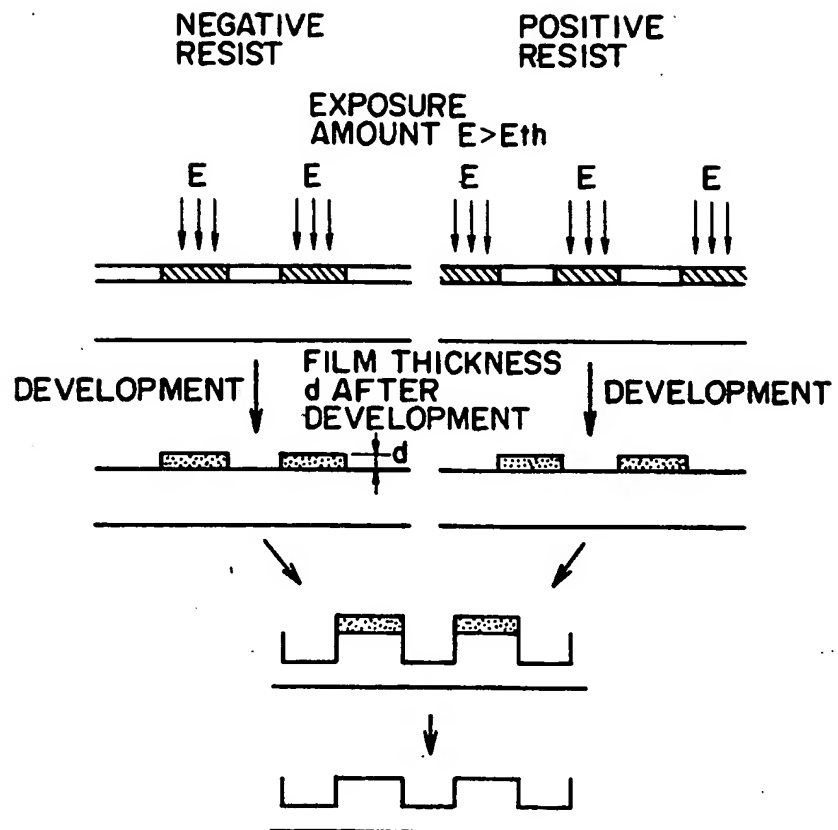 NEGATIVE
RESIST
POSITIVE
RESIST
EXPOSURE
AMOUNT E>Eth
E
E
E
E
E
DEVELOPMENT
FILM THICKNESS
d AFTER
DEVELOPMENT
DEVELOPMENT
d